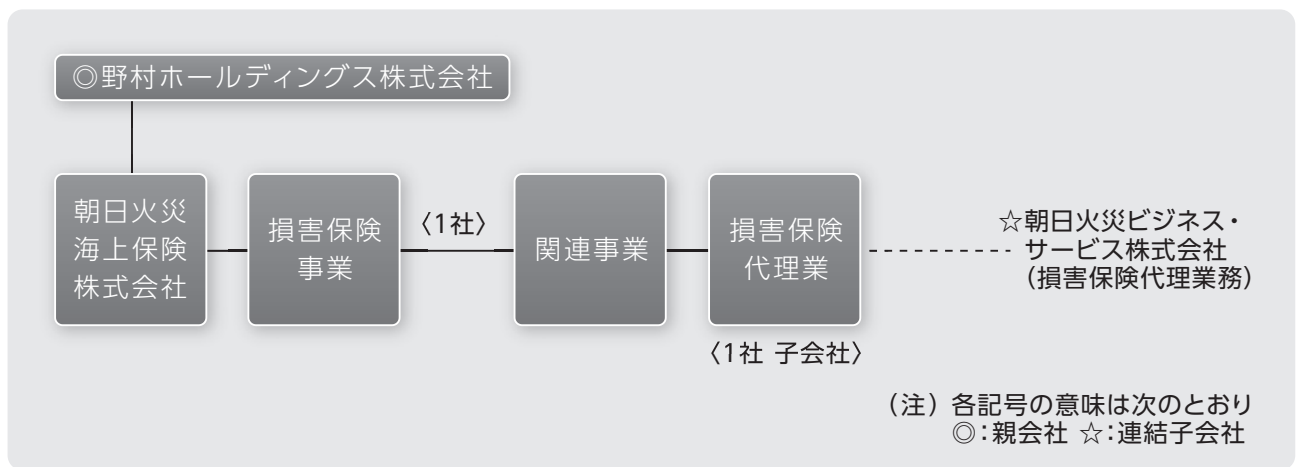 ◎野村ホールディングス株式会社
朝日火災
海上保険
株式会社
損害保険
事業
〈1社〉
関連事業
損害保険
代理業
〈1社 子会社〉
☆朝日火災ビジネス・
サービス株式会社
(損害保険代理業務)
(注)各記号の意味は次のとおり
◎:親会社 ☆:連結子会社